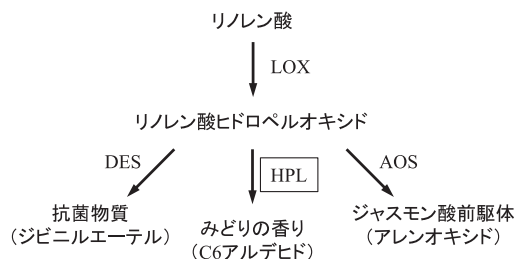 リノレン酸
LOX
リノレン酸ヒドロペルオキシド
DES
HPL
AOS
抗菌物質
(ジビニルエーテル)
みどりの香り
(C6アルデヒド)
ジャスモン酸前駆体
(アレンオキシド)